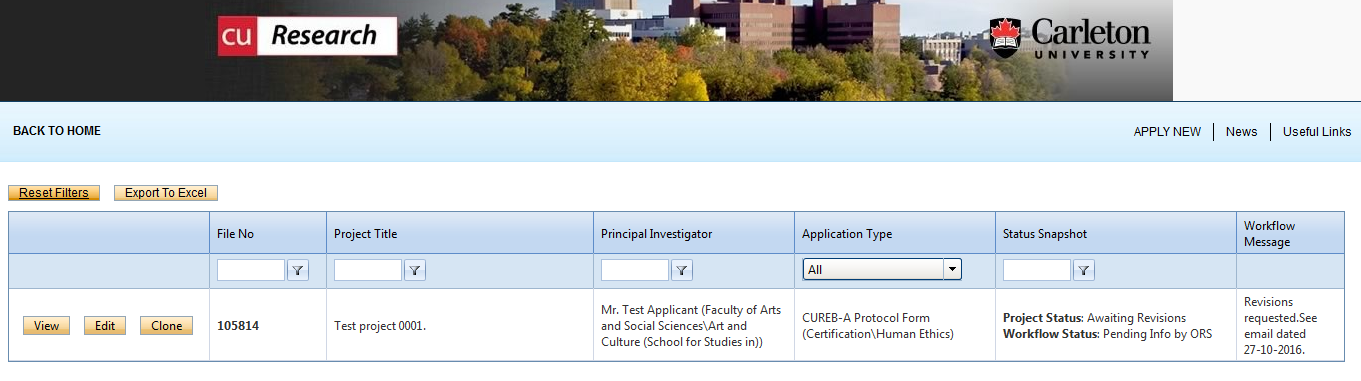 cu Research
Carleton
UNIVERSITY
BACK TO HOME
APPLY NEW
News
Useful Links
Reset Filters
Export To Excel
File No
Project Title
Principal Investigator
Application Type
Status Snapshot
Workflow
Message
All
View
Edit
Clone
105814
Test project 0001.
Mr. Test Applicant (Faculty of Arts
and Social Sciences\Art and
Culture (School for Studies in))
CUREB-A Protocol Form
(Certification\Human Ethics)
Project Status: Awaiting Revisions
Workflow Status: Pending Info by ORS
Revisions
requested.See
email dated
27-10-2016.